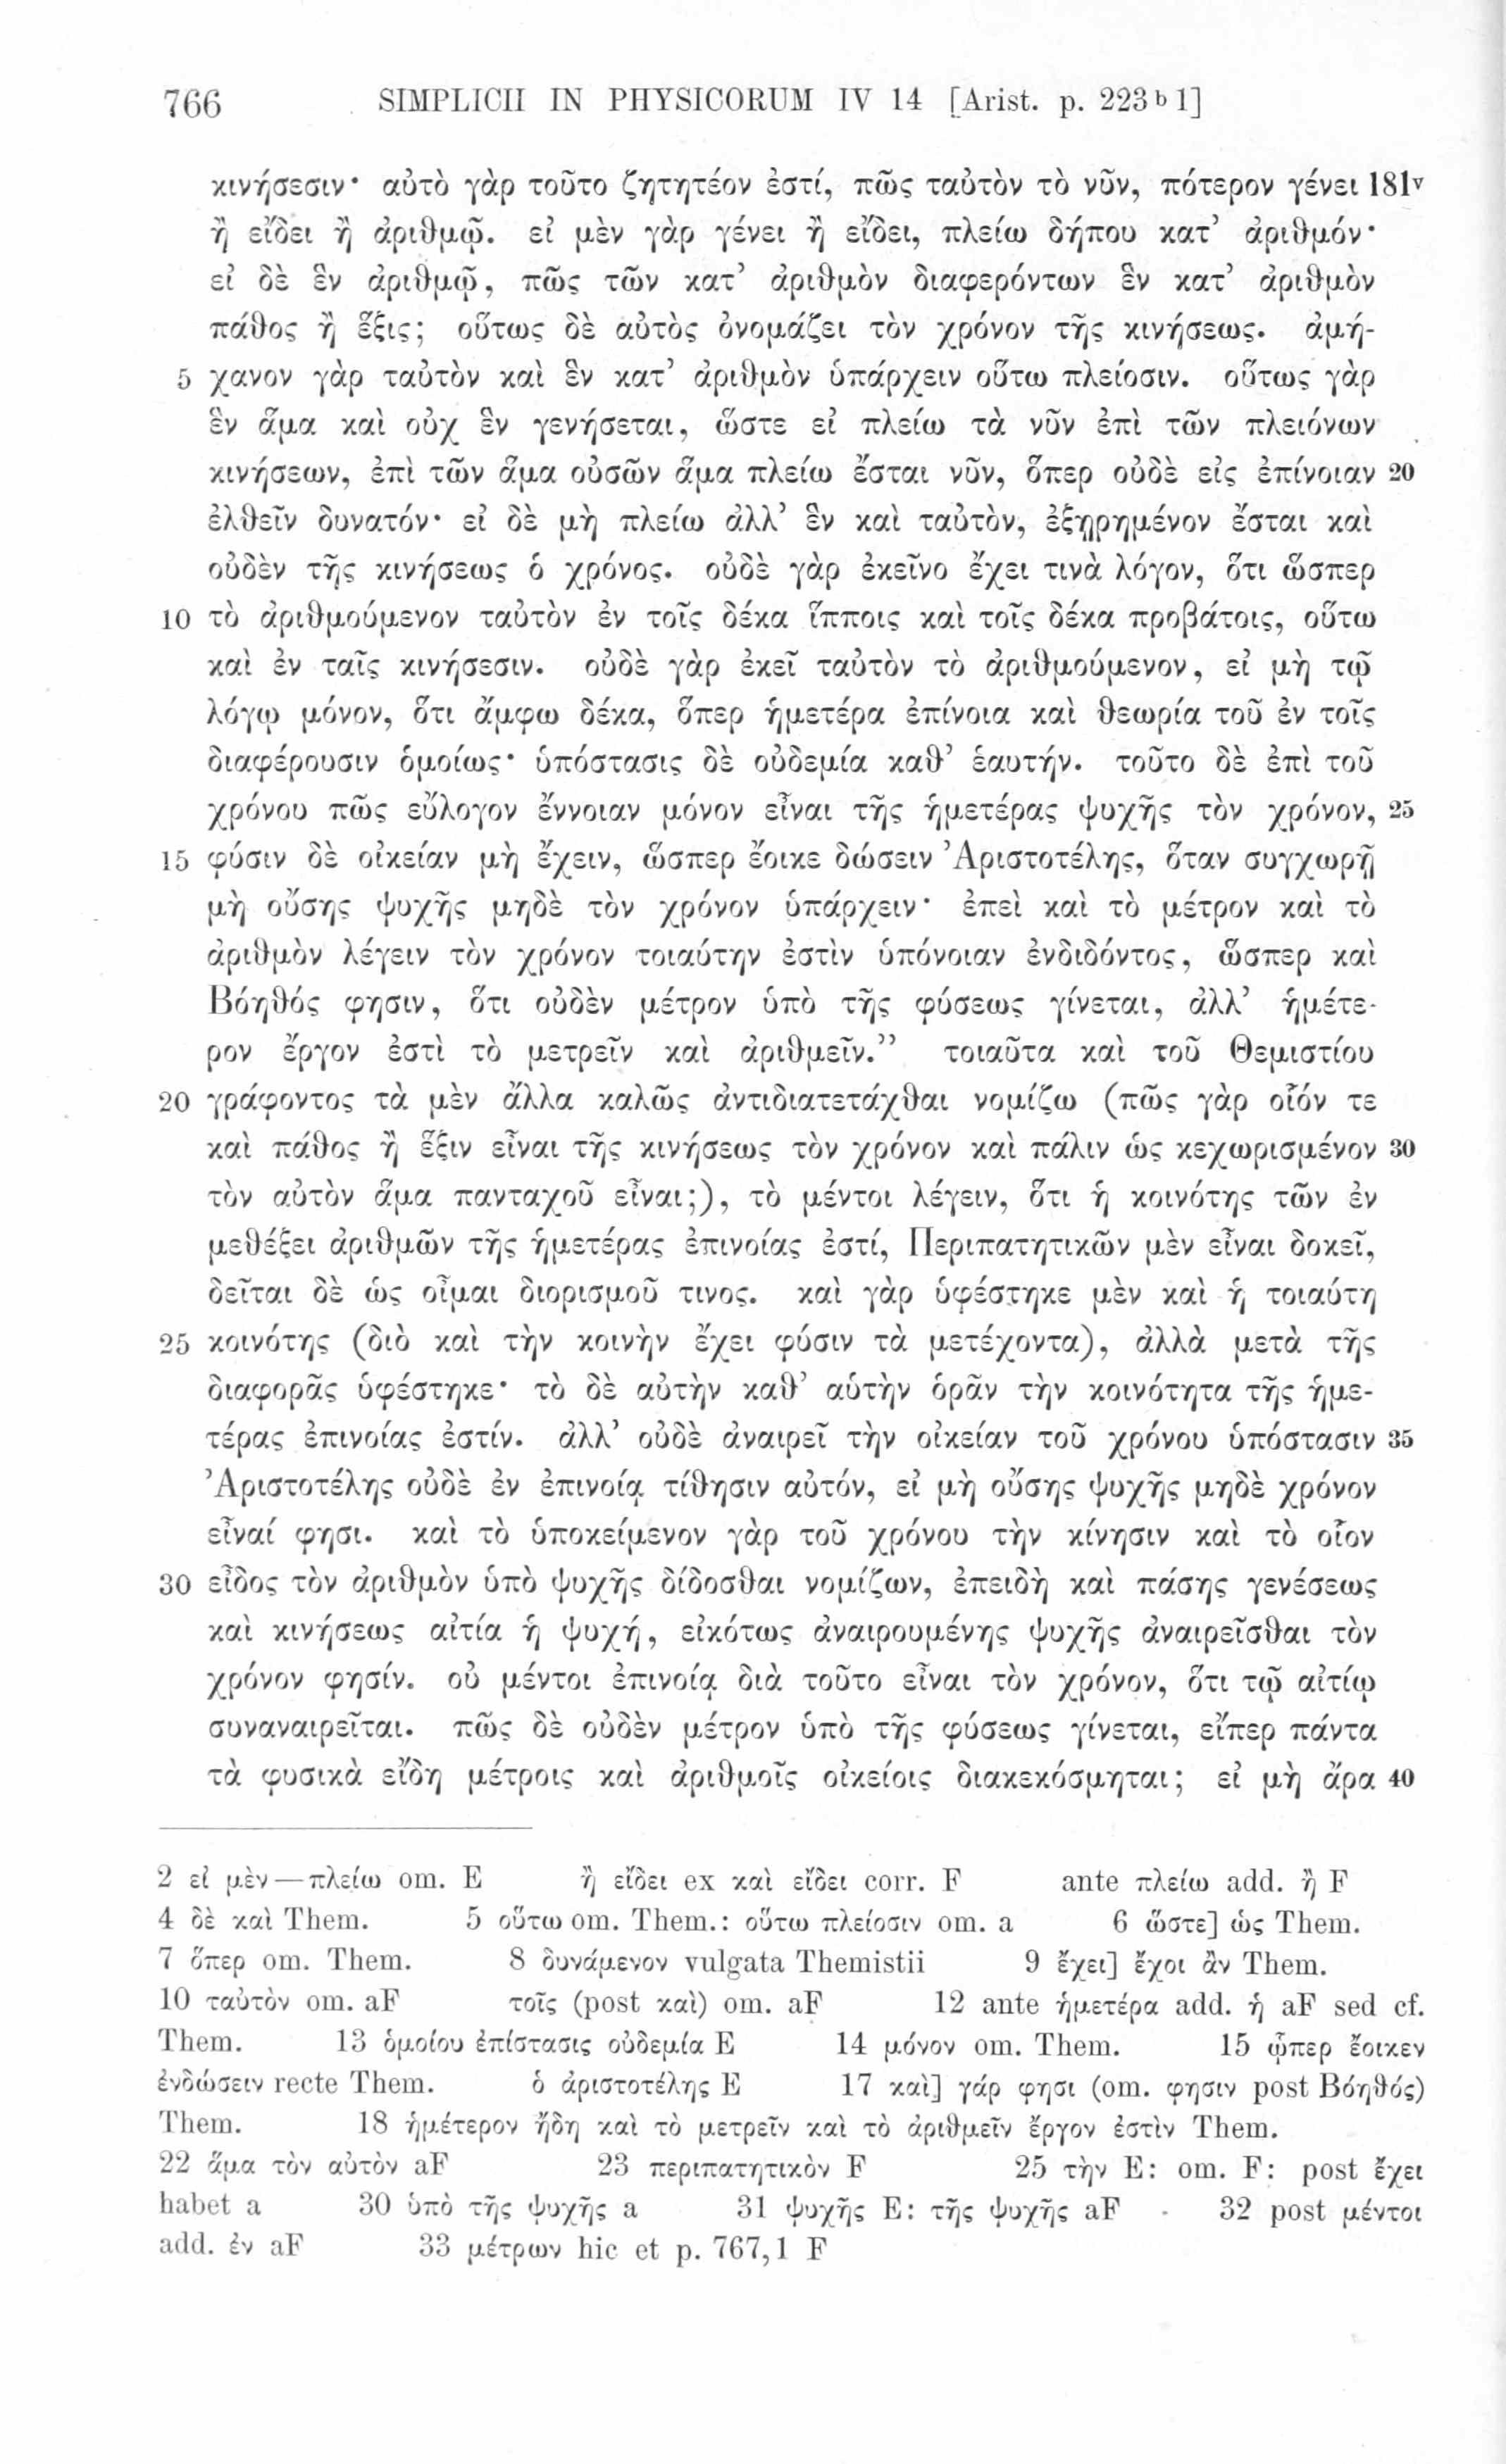 766 SIMPLICII IN PHYSICORUM IV 14 [Arist. p. 223 b 1]
κινήσεσιν· αὐτὸ γὰρ τοῦτο ζητητέον ἐστί, πῶς ταὐτὸν τὸ νῦν, πότερον γένει 181v
ἢ εἴδει ἢ ἀριθμῷ. εἰ μὲν γὰρ γένει ἢ εἴδει, πλείω δήπου κατ’ ἀριθμόν·
εἰ δὲ ἓν ἀριθμῷ, πῶς τῶν κατ’ ἀριθμὸν διαφερόντων ἓν κατ’ ἀριθμὸν
πάθος ἢ ἕξις; οὕτως δὲ αὐτὸς ὀνομάζει τὸν χρόνον τῆς κινήσεως. ἀμή-
5 χανον γὰρ ταὐτὸν καὶ ἓν κατ’ ἀριθμὸν ὑπάρχειν οὕτω πλείοσιν. οὕτως γὰρ
ἓν ἅμα καὶ οὐχ ἓν γενήσεται, ὥστε εἰ πλείω τὰ νῦν ἐπὶ τῶν πλειόνων
κινήσεων, ἐπὶ τῶν ἅμα οὐσῶν ἅμα πλείω ἔσται νῦν, ὅπερ οὐδὲ εἰς ἐπίνοιαν 20
ἐλθεῖν δυνατόν· εἰ δὲ μὴ πλείω ἀλλ’ ἓν καὶ ταὐτὸν, ἐξῃρημένον ἔσται καὶ
οὐδὲν τῆς κινήσεως ὁ χρόνος. οὐδὲ γὰρ ἐκεῖνο ἔχει τινὰ λόγον, ὅτι ὥσπερ
10 τὸ ἀριθμούμενον ταὐτὸν ἐν τοῖς δέκα ἵπποις καὶ τοῖς δέκα προβάτοις, οὕτω
καὶ ἐν ταῖς κινήσεσιν. οὐδὲ γὰρ ἐκεῖ ταὐτὸν τὸ ἀριθμούμενον, εἰ μὴ τῷ
λόγῳ μόνον, ὅτι ἄμφω δέκα, ὅπερ ἡμετέρα ἐπίνοια καὶ θεωρία τοῦ ἐν τοῖς
διαφέρουσιν ὁμοίως· ὑπόστασις δὲ οὐδεμία καθ’ ἑαυτήν. τοῦτο δὲ ἐπὶ τοῦ
χρόνου πῶς εὔλογον ἔννοιαν μόνον εἶναι τῆς ἡμετέρας ψυχῆς τὸν χρόνον, 25
15 φύσιν δὲ οἰκείαν μὴ ἔχειν, ὥσπερ ἔοικε δώσειν Ἀριστοτέλης, ὅταν συγχωρῇ
μὴ οὔσης ψυχῆς μηδὲ τὸν χρόνον ὑπάρχειν· ἐπεὶ καὶ τὸ μέτρον καὶ τὸ
ἀριθμὸν λέγειν τὸν χρόνον τοιαύτην ἐστὶν ὑπόνοιαν ἐνδιδόντος, ὥσπερ καὶ
Βόηθός φησιν, ὅτι οὐδὲν μέτρον ὑπὸ τῆς φύσεως γίνεται, ἀλλ’ ἡμέτε-
ρον ἔργον ἐστὶ τὸ μετρεῖν καὶ ἀριθμεῖν.” τοιαῦτα καὶ τοῦ Θεμιστίου
20 γράφοντος τὰ μὲν ἄλλα καλῶς ἀντιδιατετάχθαι νομίζω (πῶς γὰρ οἷόν τε
καὶ πάθος ἢ ἕξιν εἶναι τῆς κινήσεως τὸν χρόνον καὶ πάλιν ὡς κεχωρισμένον 30
τὸν αὐτὸν ἅμα πανταχοῦ εἶναι;), τὸ μέντοι λέγειν, ὅτι ἡ κοινότης τῶν ἐν
μεθέξει ἀριθμῶν τῆς ἡμετέρας ἐπινοίας ἐστί, Περιπατητικῶν μὲν εἶναι δοκεῖ,
δεῖται δὲ ὡς οἶμαι διορισμοῦ τινος. καὶ γὰρ ὑφέστηκε μὲν καὶ ἡ τοιαύτη
25 κοινότης (διὸ καὶ τὴν κοινὴν ἔχει φύσιν τὰ μετέχοντα), ἀλλὰ μετὰ τῆς
διαφορᾶς ὑφέστηκε· τὸ δὲ αὐτὴν καθ’ αὑτὴν ὁρᾶν τὴν κοινότητα τῆς ἡμε-
τέρας ἐπινοίας ἐστίν. ἀλλ’ οὐδὲ ἀναιρεῖ τὴν οἰκείαν τοῦ χρόνου ὑπόστασιν 35
Ἀριστοτέλης οὐδὲ ἐν ἐπινοίᾳ τίθησιν αὐτόν, εἰ μὴ οὔσης ψυχῆς μηδὲ χρόνον
εἶναί φησι. καὶ τὸ ὑποκείμενον γὰρ τοῦ χρόνου τὴν κίνησιν καὶ τὸ οἷον
30 εἶδος τὸν ἀριθμὸν ὑπὸ ψυχῆς δίδοσθαι νομίζων, ἐπειδὴ καὶ πάσης γενέσεως
καὶ κινήσεως αἰτία ἡ ψυχή, εἰκότως ἀναιρουμένης ψυχῆς ἀναιρεῖσθαι τὸν
χρόνον φησίν. οὐ μέντοι ἐπινοίᾳ διὰ τοῦτο εἶναι τὸν χρόνον, ὅτι τῷ αἰτίῳ
συναναιρεῖται. πῶς δὲ οὐδὲν μέτρον ὑπὸ τῆς φύσεως γίνεται, εἴπερ πάντα
τὰ φυσικὰ εἴδη μέτροις καὶ ἀριθμοῖς οἰκείοις διακεκόσμηται; εἰ μὴ ἄρα 40
2 εἰ μὲν—πλείω om. E ἢ εἴδει ex καὶ εἴδει corr. F ante πλείω add. ἢ F
4 δὲ καὶ Them. 5 οὕτω om. Them.: οὕτω πλείοσιν om. a 6 ὥστε] ὡς Them.
7 ὅπερ om. Them. 8 δυνάμενον vulgata Themistii 9 ἔχει] ἔχοι ἂν Them.
10 ταὐτὸν om. aF τοῖς (post καὶ) om. aF 12 ante ἡμετέρα add. ἡ aF sed cf.
Them. 13 ὁμοίου ἐπίστασις οὐδεμία E 14 μόνον om. Them. 15 ᾧπερ ἔοικεν
ἐνδώσειν recte Them. ὁ ἀριστοτέλης E 17 καὶ] γάρ φησι (om. φησιν post Βόηθός)
Them. 18 ἡμέτερον ἤδη καὶ τὸ μετρεῖν καὶ τὸ ἀριθμεῖν ἔργον ἐστὶν Them.
22 ἅμα τὸν αὐτὸν aF 23 περιπατητικὸν F 25 τὴν E: om. F: post ἔχει
habet a 30 ὑπὸ τῆς ψυχῆς a 31 ψυχῆς E: τῆς ψυχῆς aF 32 post μέντοι
add. ἐν aF 33 μέτρων hic et p. 767,1 F